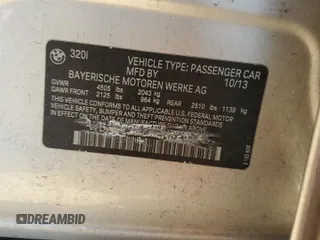 320i
VEHICLE TYPE: PASSENGER CAR
MFD BY 10/13
BAYERISCHE MOTOREN WERKE AG
GVWR 4505 lbs 2043 kg
GAWR FRONT 2125 lbs 964 kg REAR 2510 lbs 1139 kg
THIS VEHICLE CONFORMS TO ALL APPLICABLE U.S. FEDERAL MOTOR
VEHICLE SAFETY, BUMPER AND THEFT PREVENTION STANDARDS
IN EFFECT ON THE DATE OF MANUFACTURE SHOWN ABOVE.
DREAMBID